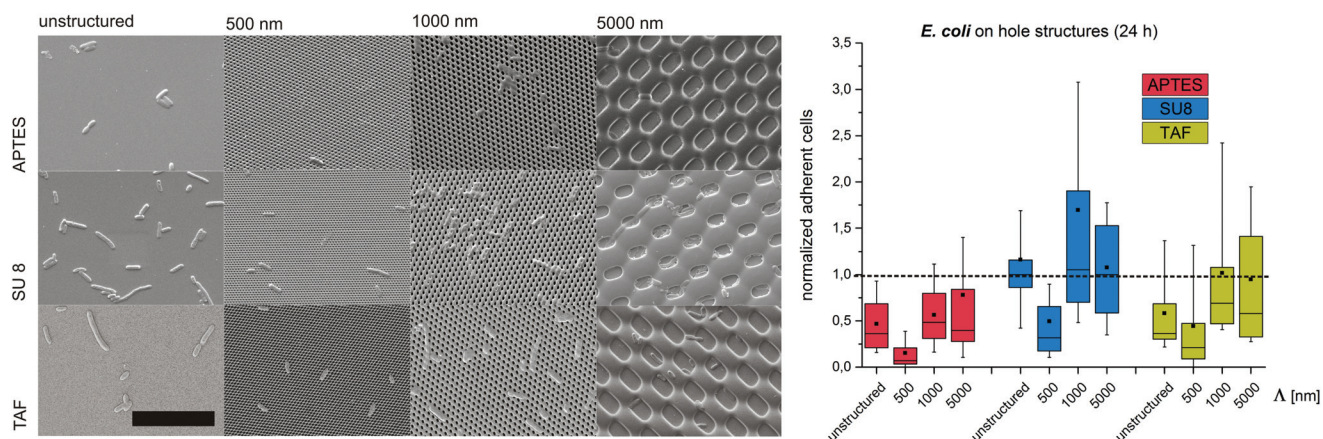 unstructured 500 nm 1000 nm 5000 nm
APTES
SU 8
TAF
E. coli on hole structures (24 h)
normalized adherent cells
3,5
3,0
2,5
2,0
1,5
1,0
0,5
0,0
APTES
SU8
TAF
unstructured 500 1000 5000 unstructured 500 1000 5000 unstructured 500 1000 5000 Λ [nm]